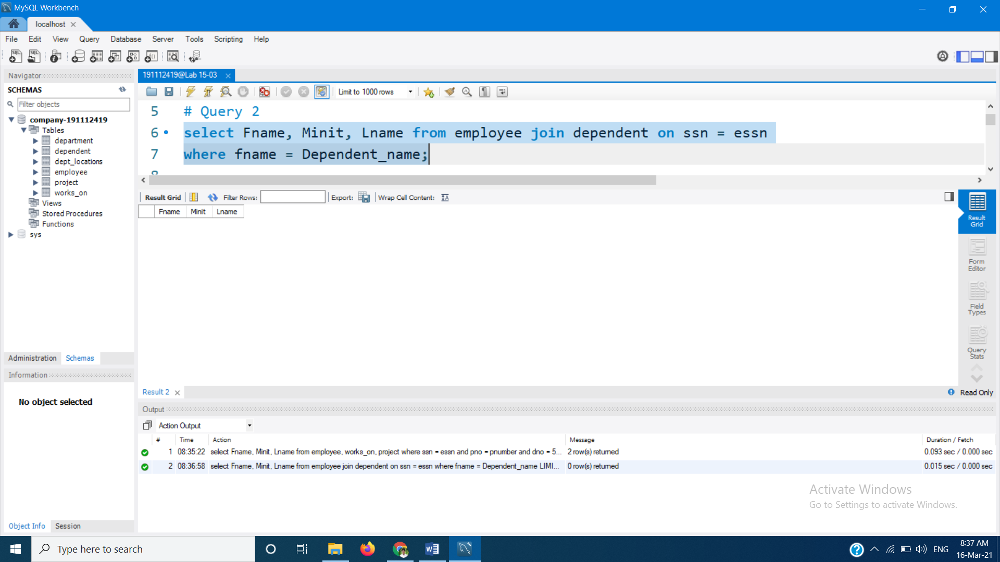 MySQL Workbench
localhost
File Edit View Query Database Server Tools Scripting Help
Navigator
SCHEMAS
Filter objects
company-191112419
Tables
department
dependent
dept_locations
employee
project
works_on
Views
Stored Procedures
Functions
sys
Administration Schemas
Information
No object selected
Object Info Session
191112419@Lab 15-03
Limit to 1000 rows
5 # Query 2
6 select Fname, Minit, Lname from employee join dependent on ssn = essn
7 where fname = Dependent_name;
8
Result Grid Filter Rows: Export: Wrap Cell Content:
Fname Minit Lname
Result Grid
Form Editor
Field Types
Query Stats
Result 2
Read Only
Output
Action Output
# Time Action Message Duration / Fetch
1 08:35:22 select Fname, Minit, Lname from employee, works_on, project where ssn = essn and pno = pnumber and dno = 5... 2 row(s) returned 0.093 sec / 0.000 sec
2 08:36:58 select Fname, Minit, Lname from employee join dependent on ssn = essn where fname = Dependent_name LIMI... 0 row(s) returned 0.015 sec / 0.000 sec
Activate Windows
Go to Settings to activate Windows.
Type here to search
ENG
8:37 AM
16-Mar-21